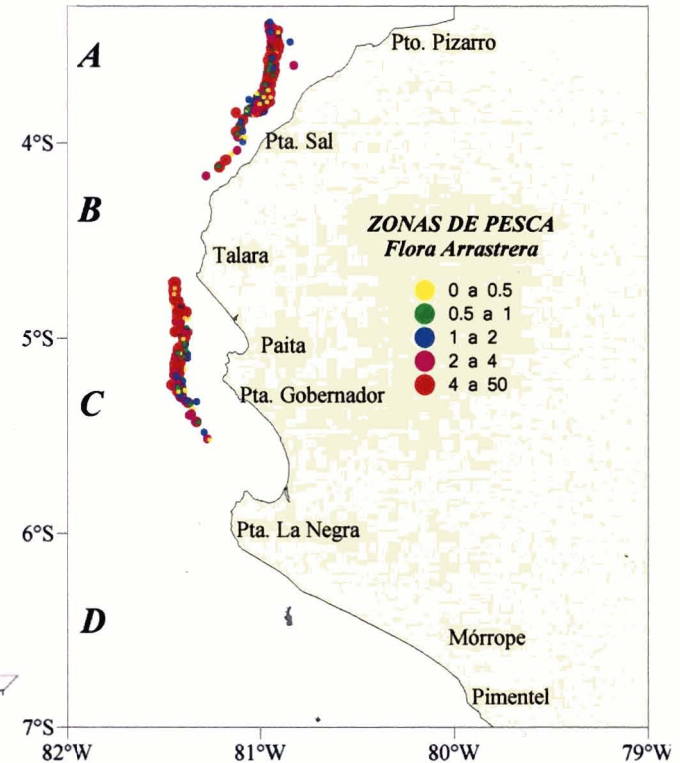 A
Pto. Pizarro
4°S
Pta. Sal
B
ZONAS DE PESCA
Flora Arrastrera
Talara
0 a 0.5
0.5 a 1
1 a 2
2 a 4
4 a 50
5°S
Paita
C
Pta. Gobernador
6°S
Pta. La Negra
D
Mórrope
Pimentel
7°S
82°W
81°W
80°W
79°W